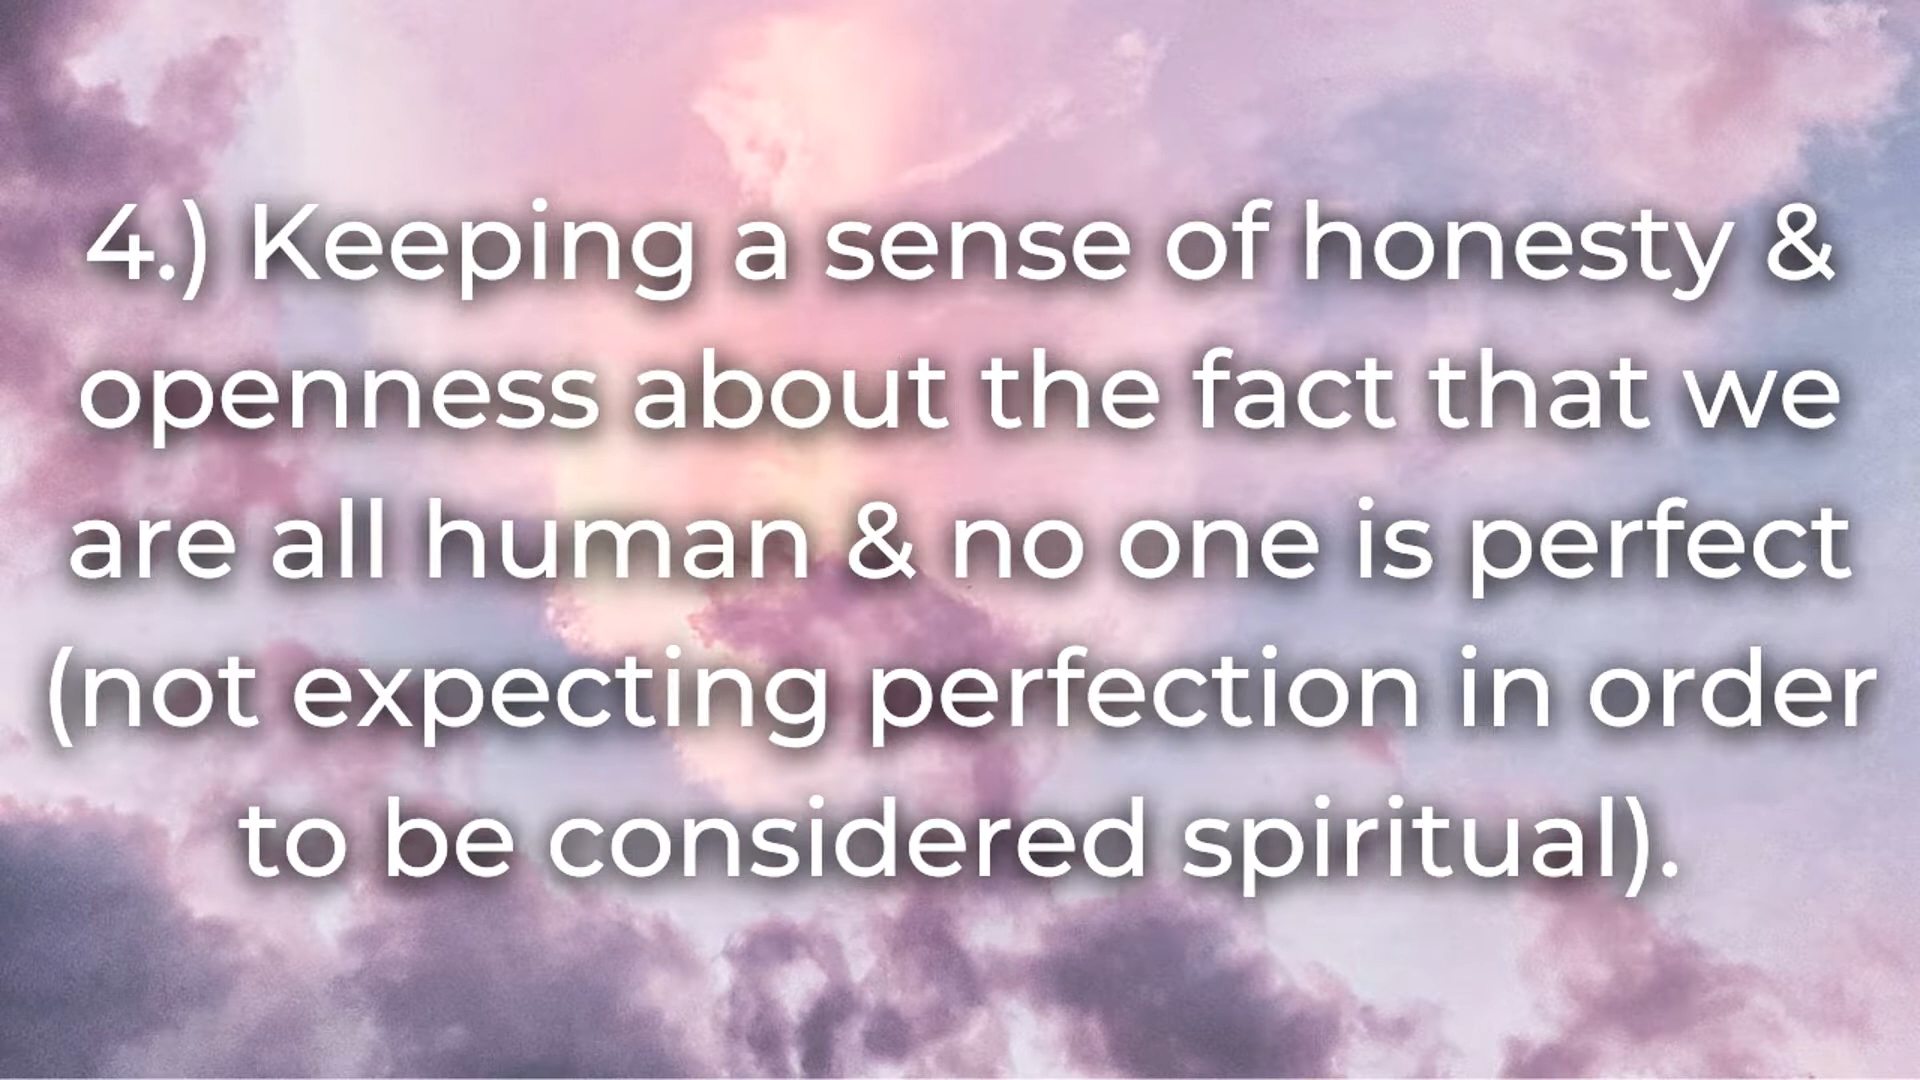 4.) Keeping a sense of honesty &
openness about the fact that we
are all human & no one is perfect
(not expecting perfection in order
to be considered spiritual).